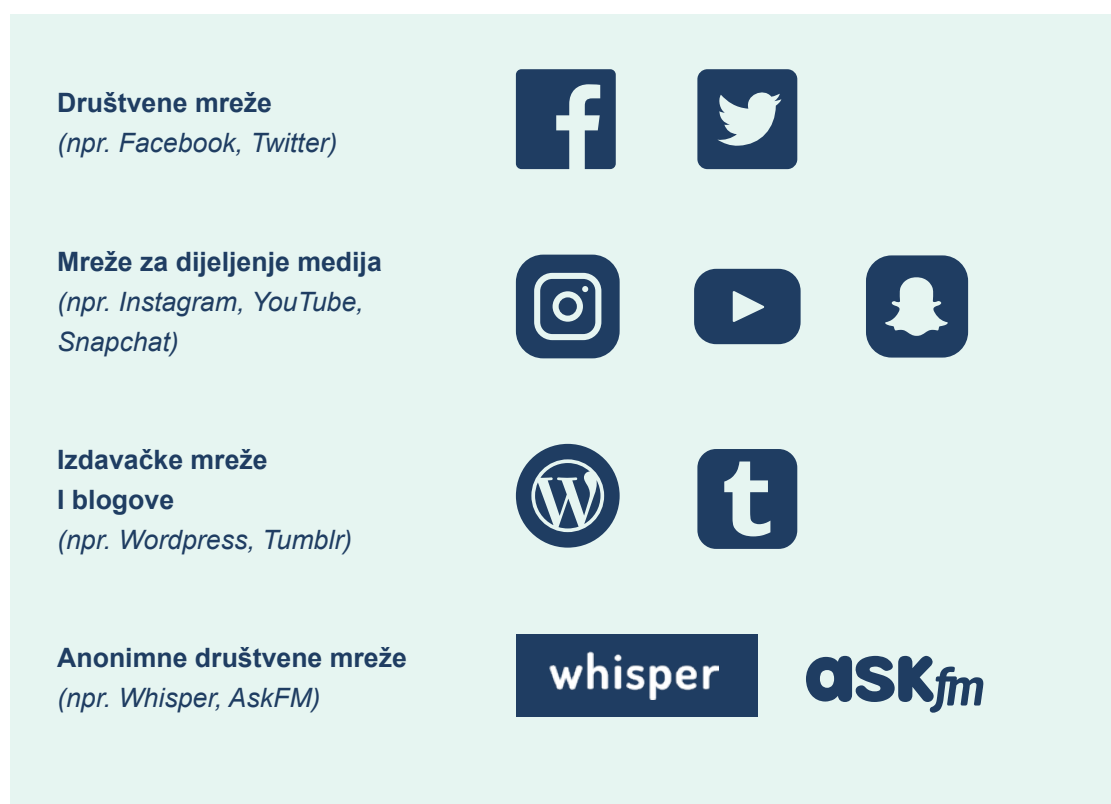 Društvene mreže
(npr. Facebook, Twitter)
Mreže za dijeljenje medija
(npr. Instagram, YouTube,
Snapchat)
Izdavačke mreže
I blogove
(npr. Wordpress, Tumblr)
Anonimne društvene mreže
(npr. Whisper, AskFM)
whisper
askfm